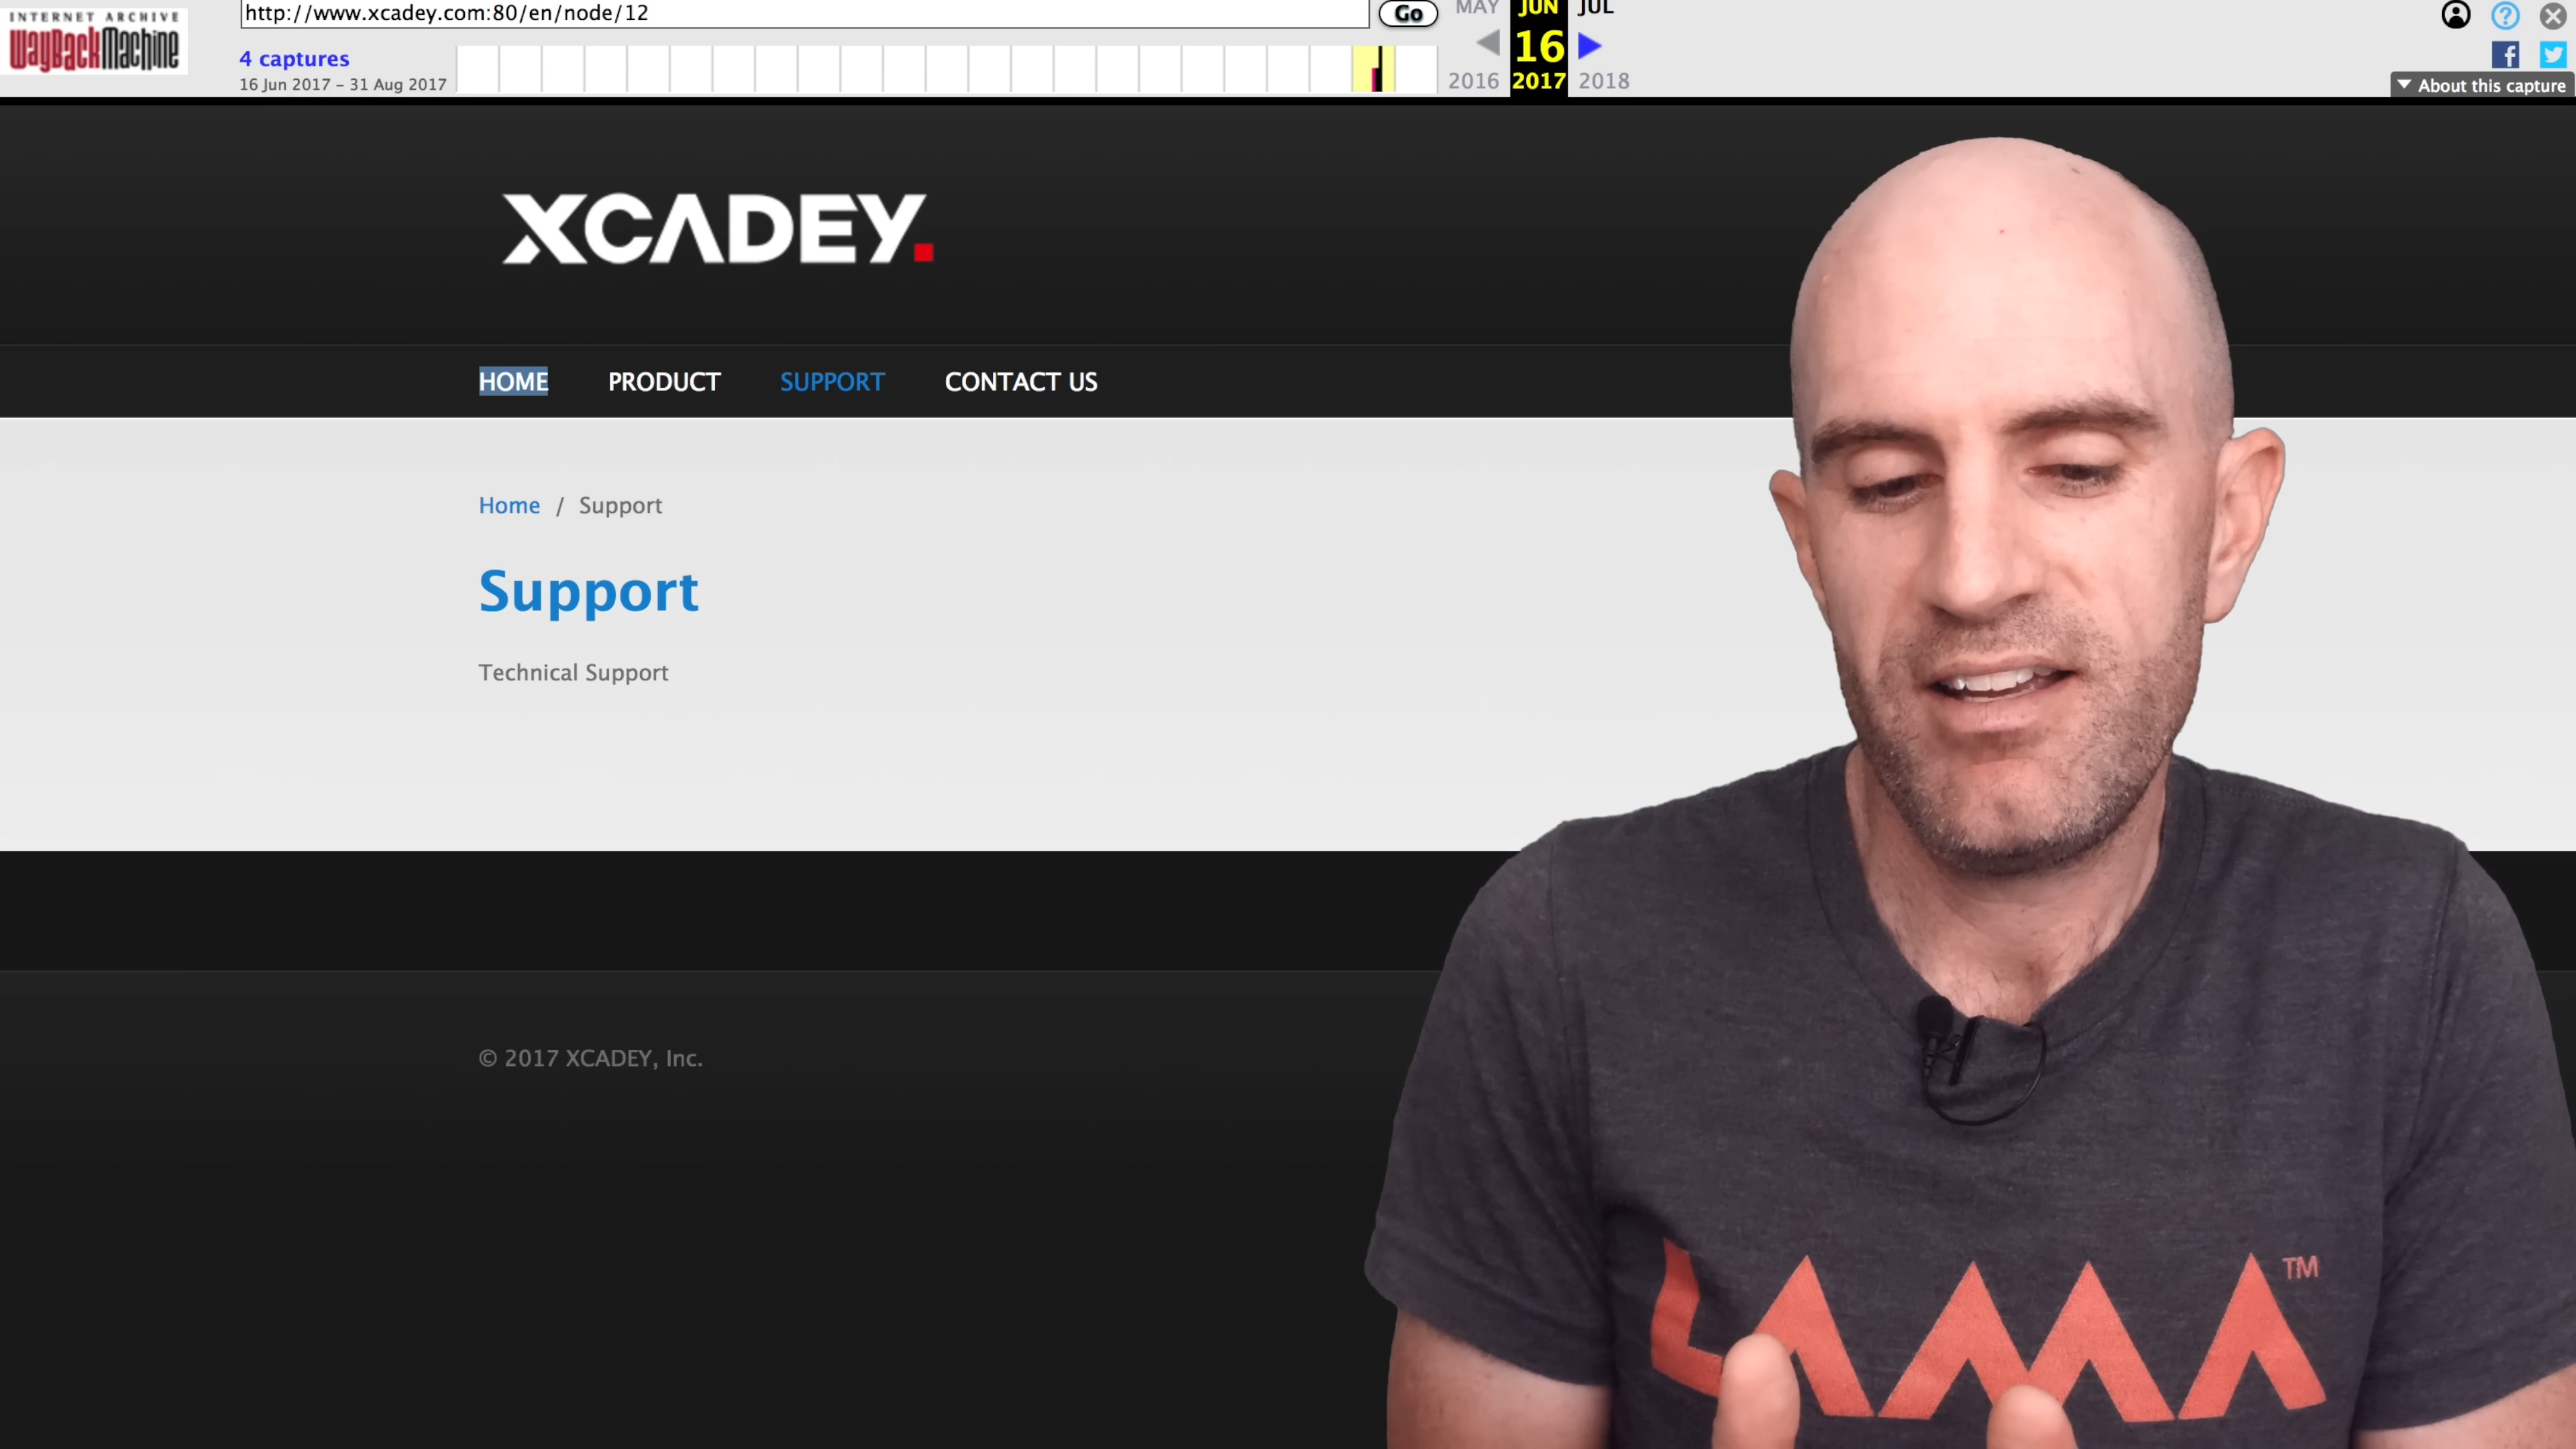 INTERNET ARCHIVE
WayBackMachine
http://www.xcadey.com:80/en/node/12
Go
MAY JUN JUL
4 captures
16 Jun 2017 – 31 Aug 2017
16
2016 2017 2018
?
f
About this capture
XCADEY.
HOME PRODUCT SUPPORT CONTACT US
Home / Support
Support
Technical Support
© 2017 XCADEY, Inc.
LAMA™